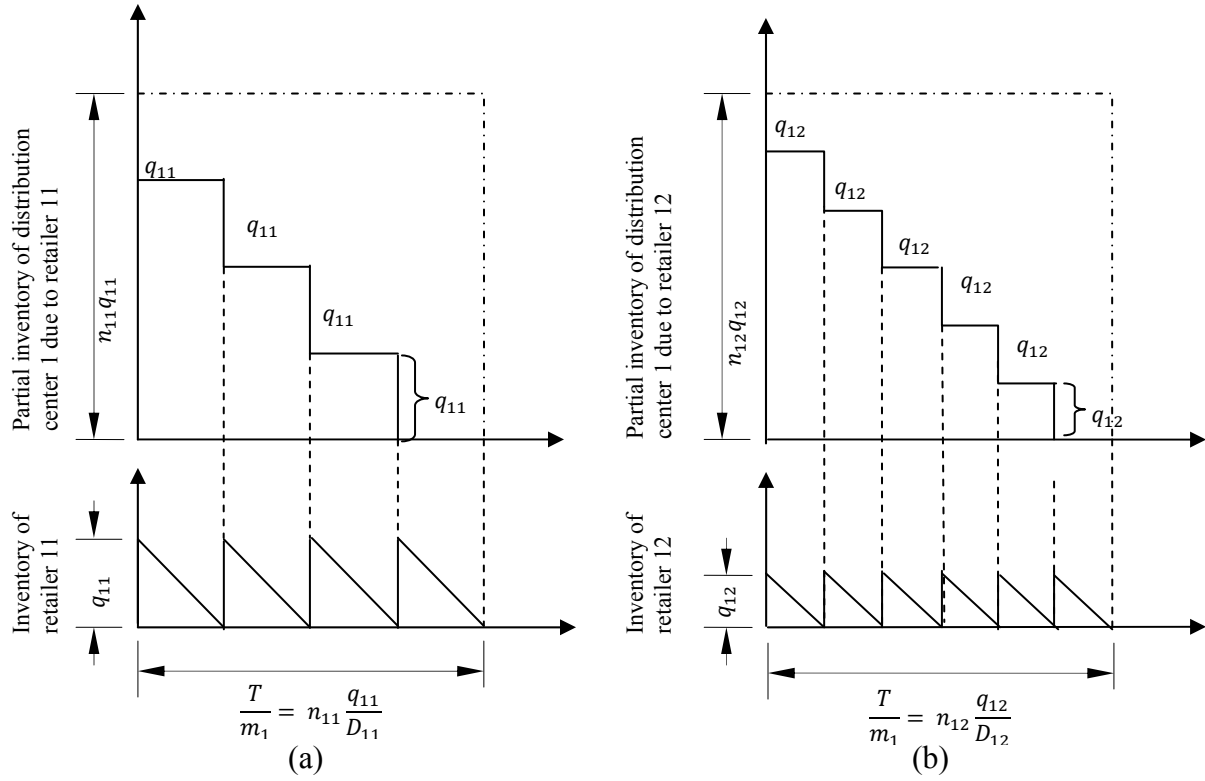 Partial inventory of distribution
center 1 due to retailer 11
n₁₁q₁₁
q₁₁
q₁₁
q₁₁
q₁₁
Inventory of
retailer 11
q₁₁
T/m₁ = n₁₁ q₁₁/D₁₁
(a)
Partial inventory of distribution
center 1 due to retailer 12
n₁₂q₁₂
q₁₂
q₁₂
q₁₂
q₁₂
q₁₂
q₁₂
Inventory of
retailer 12
q₁₂
T/m₁ = n₁₂ q₁₂/D₁₂
(b)